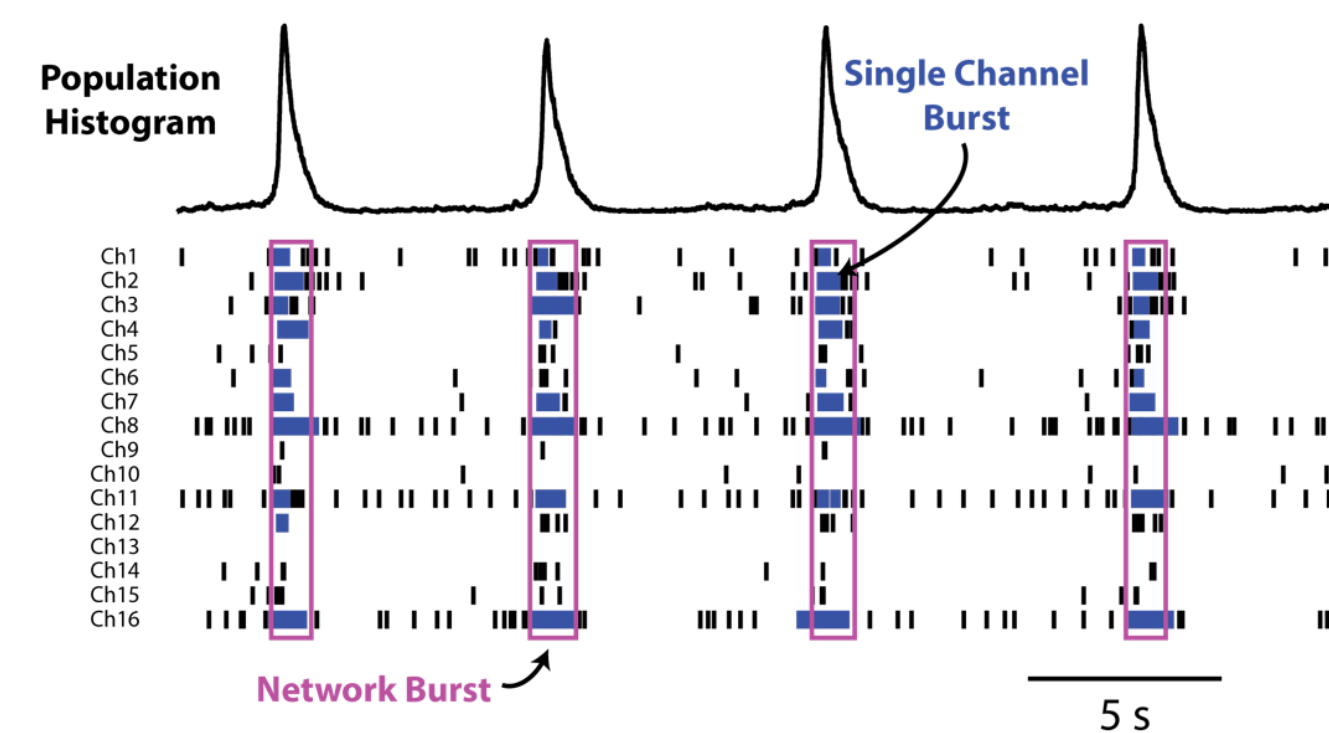 Population
Histogram
Single Channel
Burst
Ch1
Ch2
Ch3
Ch4
Ch5
Ch6
Ch7
Ch8
Ch9
Ch10
Ch11
Ch12
Ch13
Ch14
Ch15
Ch16
Network Burst
5 s